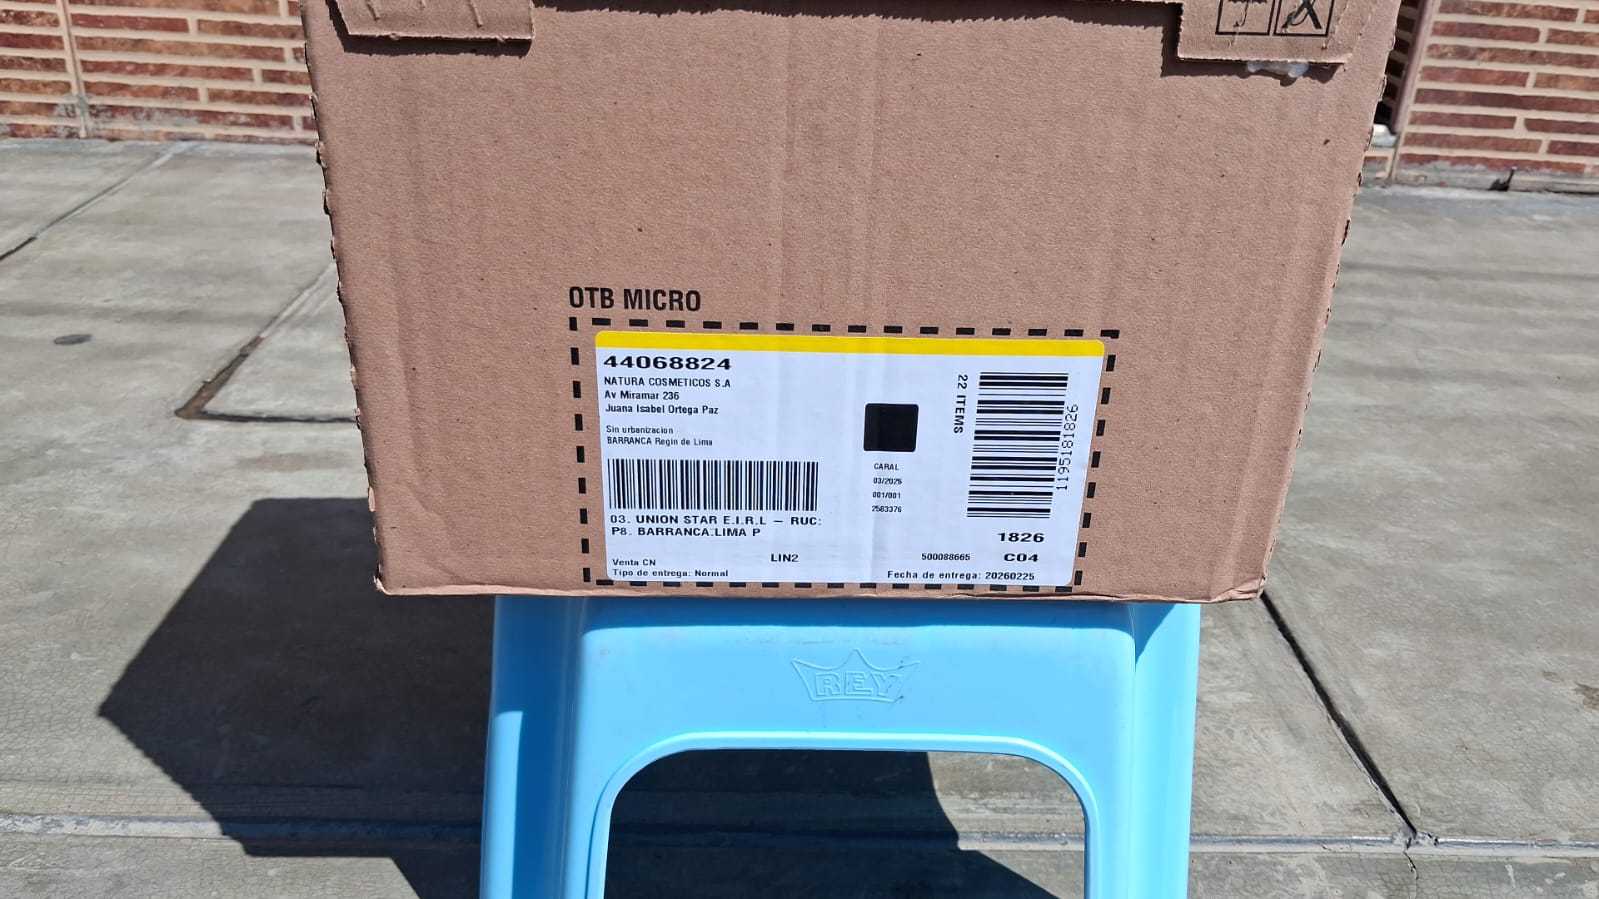 OTB MICRO
44068824
NATURA COSMETICOS S.A
Av Miramar 236
Juana Isabel Ortega Paz
Sin urbanizacion
BARRANCA Regin de Lima
03. UNION STAR E.I.R.L – RUC:
P8. BARRANCA:LIMA P
Venta CN
Tipo de entrega: Normal
LIN2
CARAL
03/2026
001/001
2563376
22 ITEMS
1195181826
1826
500088665
C04
Fecha de entrega: 20260225
REY